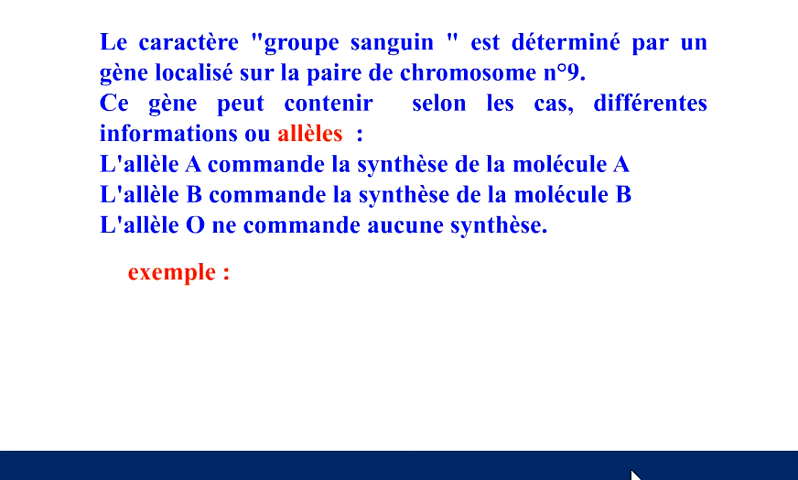 Le caractère "groupe sanguin " est déterminé par un
gène localisé sur la paire de chromosome n°9.
Ce gène peut contenir selon les cas, différentes
informations ou allèles :
L'allèle A commande la synthèse de la molécule A
L'allèle B commande la synthèse de la molécule B
L'allèle O ne commande aucune synthèse.
exemple :